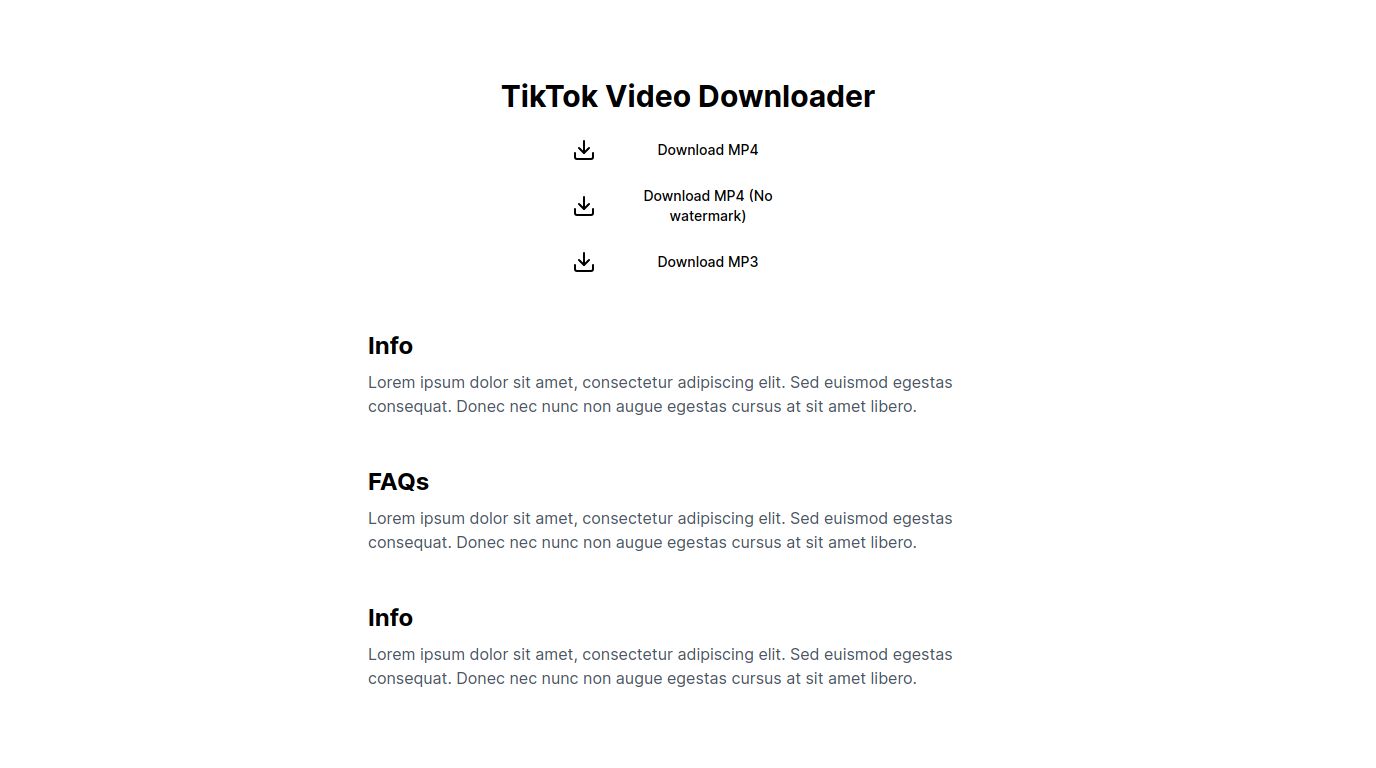 TikTok Video Downloader
Download MP4
Download MP4 (No
watermark)
Download MP3
Info
Lorem ipsum dolor sit amet, consectetur adipiscing elit. Sed euismod egestas
consequat. Donec nec nunc non augue egestas cursus at sit amet libero.
FAQs
Lorem ipsum dolor sit amet, consectetur adipiscing elit. Sed euismod egestas
consequat. Donec nec nunc non augue egestas cursus at sit amet libero.
Info
Lorem ipsum dolor sit amet, consectetur adipiscing elit. Sed euismod egestas
consequat. Donec nec nunc non augue egestas cursus at sit amet libero.